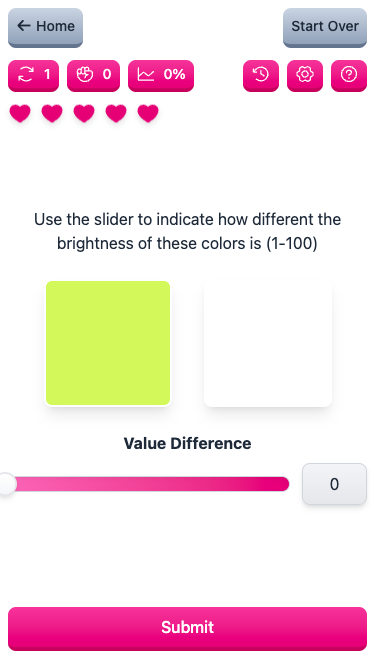 Home
Start Over
1
0
0%
Use the slider to indicate how different the
brightness of these colors is (1-100)
Value Difference
0
Submit